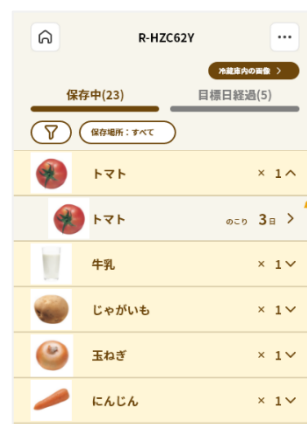 R-HZC62Y
冷蔵庫内の画像 >
保存中(23) 目標日経過(5)
保存場所：すべて
トマト × 1
トマト のこり 3日
牛乳 × 1
じゃがいも × 1
玉ねぎ × 1
にんじん × 1